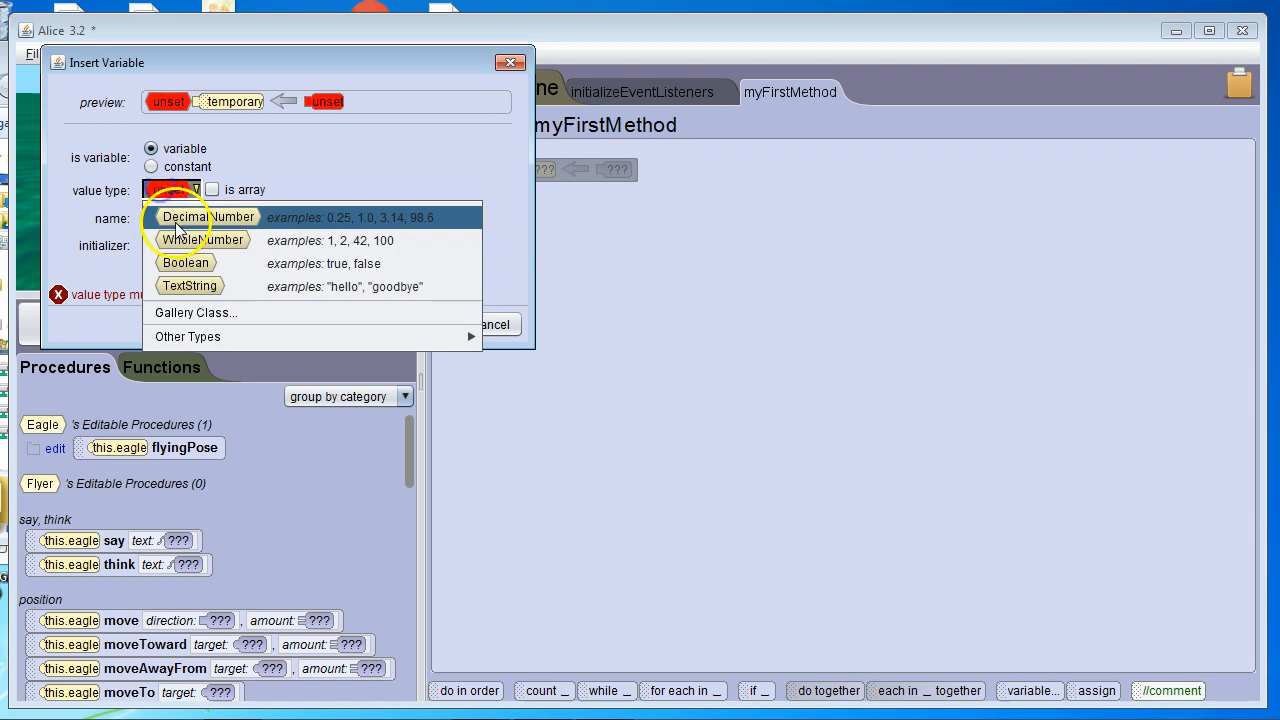 Alice 3.2 *
Fil
Insert Variable
preview: unset temporary unset
is variable: variable
constant
value type: is array
name:
initializer:
value type mu
DecimalNumber examples: 0.25, 1.0, 3.14, 98.6
WholeNumber examples: 1, 2, 42, 100
Boolean examples: true, false
TextString examples: "hello", "goodbye"
Gallery Class...
Other Types
ancel
ne initializeEventListeners myFirstMethod
myFirstMethod
??? ???
Procedures Functions
group by category
Eagle 's Editable Procedures (1)
edit this.eagle flyingPose
Flyer 's Editable Procedures (0)
say, think
this.eagle say text: ???
this.eagle think text: ???
position
this.eagle move direction: ??? , amount: ???
this.eagle moveToward target: ??? , amount: ???
this.eagle moveAwayFrom target: ??? , amount: ???
this.eagle moveTo target: ???
do in order count _ while _ for each in _ if _ do together each in _ together variable... assign //comment